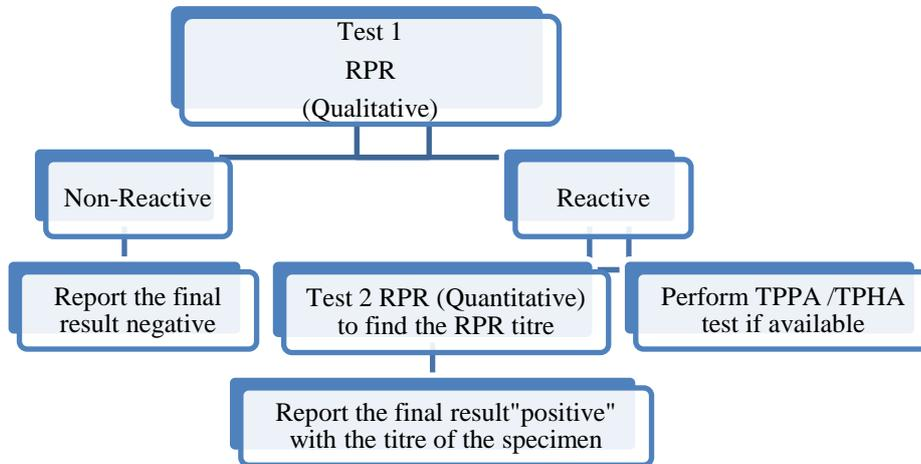 Test 1
RPR
(Qualitative)
Non-Reactive
Reactive
Report the final
result negative
Test 2 RPR (Quantitative)
to find the RPR titre
Perform TPPA /TPHA
test if available
Report the final result"positive"
with the titre of the specimen